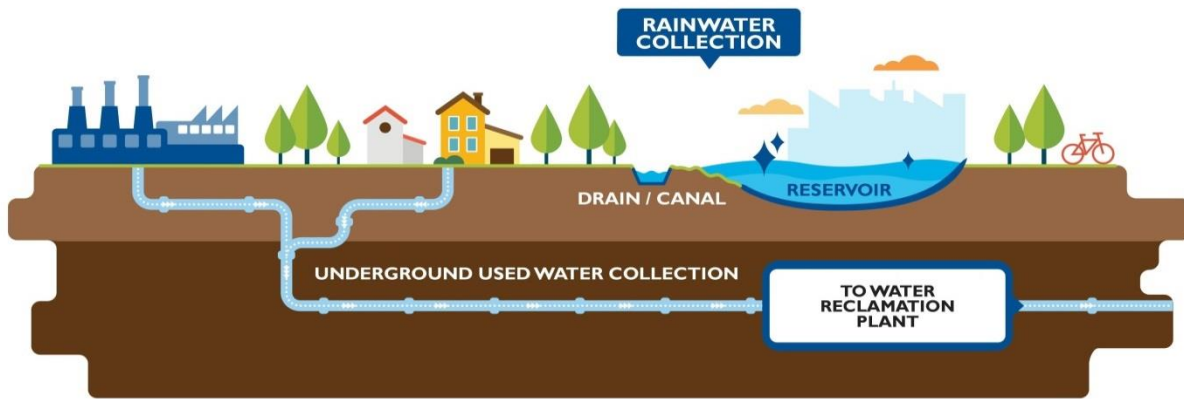 RAINWATER
COLLECTION
DRAIN / CANAL
RESERVOIR
UNDERGROUND USED WATER COLLECTION
TO WATER
RECLAMATION
PLANT